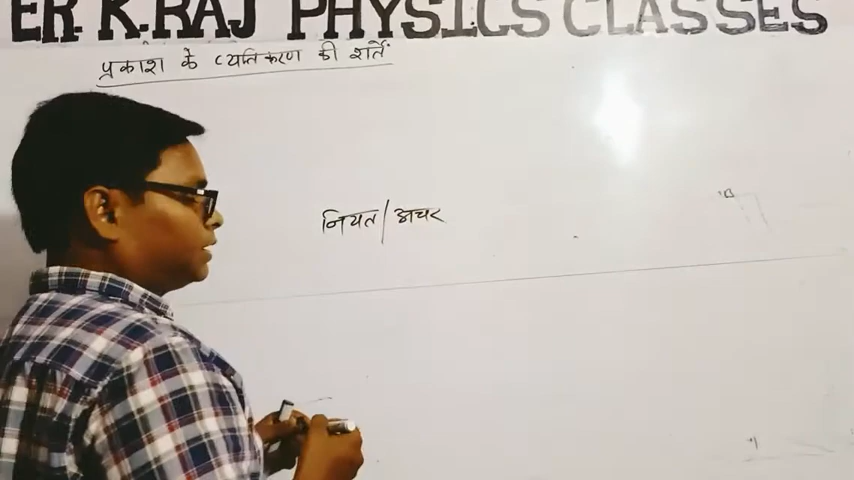 ER. K.RAJ PHYSICS CLASSES
प्रकाश के व्यतिकरण की शर्तें
नियत/अचर